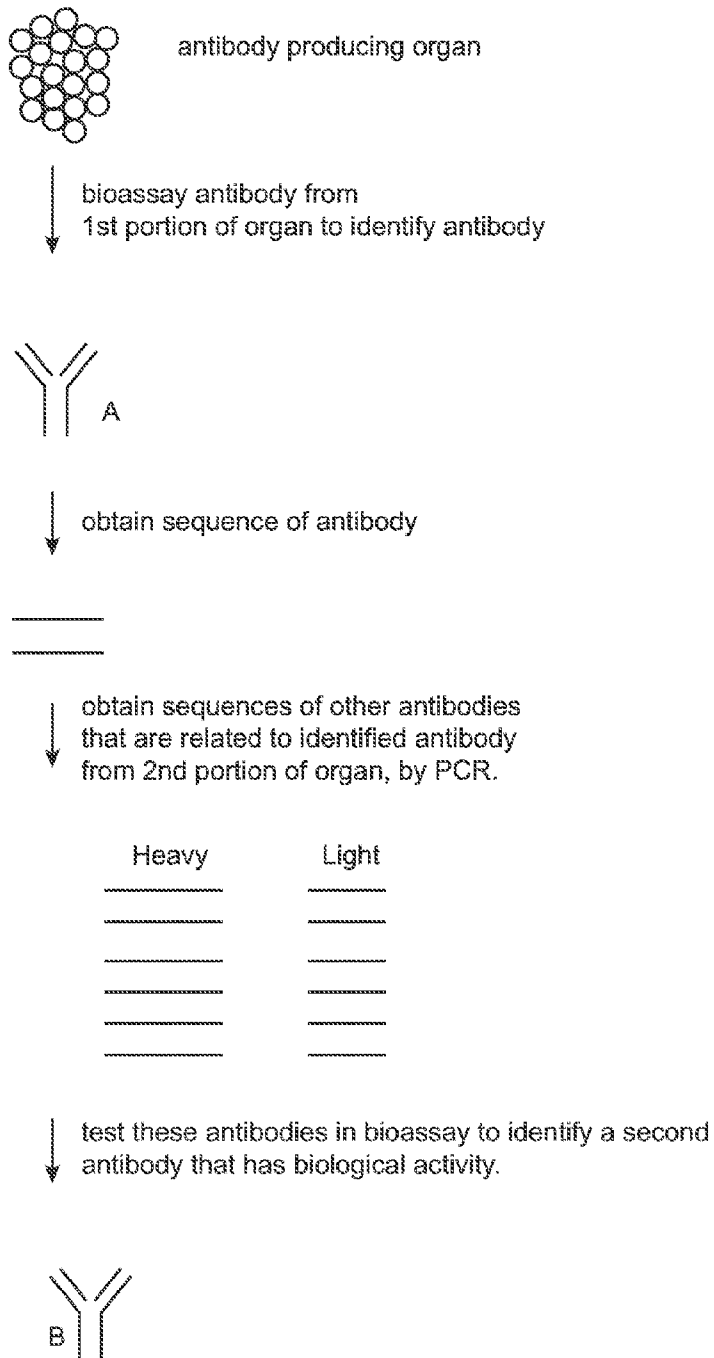 antibody producing organ
bioassay antibody from
1st portion of organ to identify antibody
A
obtain sequence of antibody
obtain sequences of other antibodies
that are related to identified antibody
from 2nd portion of organ, by PCR.
Heavy Light
test these antibodies in bioassay to identify a second
antibody that has biological activity.
B